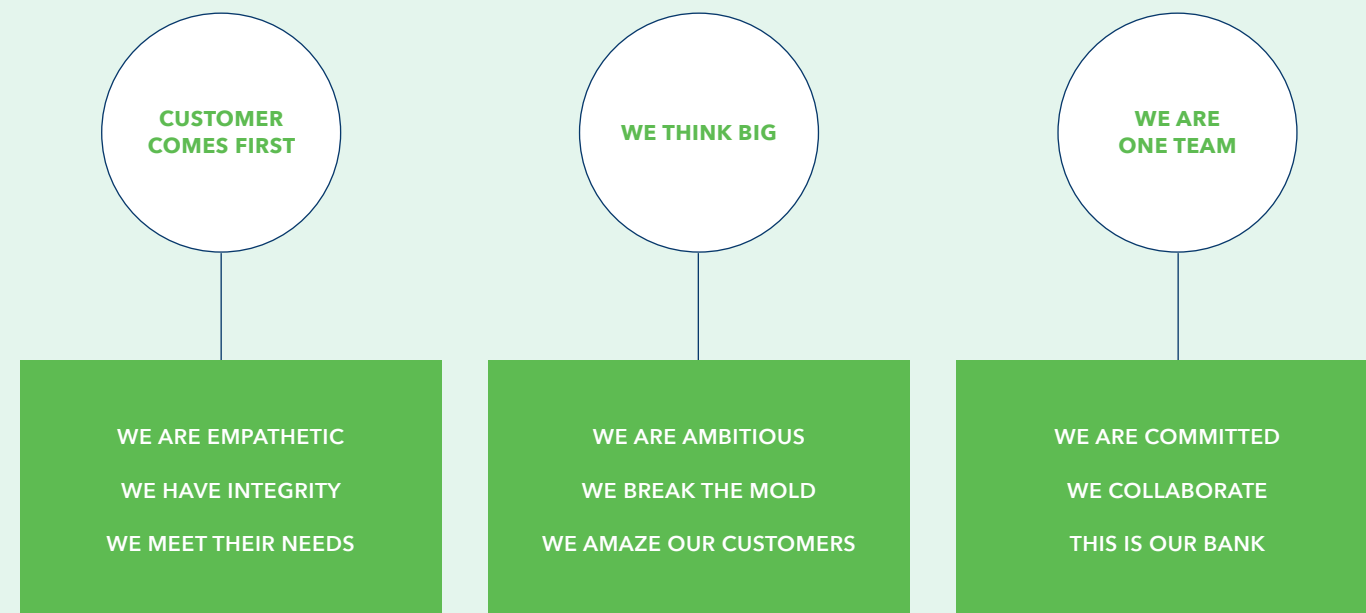 CUSTOMER
COMES FIRST
WE THINK BIG
WE ARE
ONE TEAM
WE ARE EMPATHETIC
WE HAVE INTEGRITY
WE MEET THEIR NEEDS
WE ARE AMBITIOUS
WE BREAK THE MOLD
WE AMAZE OUR CUSTOMERS
WE ARE COMMITTED
WE COLLABORATE
THIS IS OUR BANK